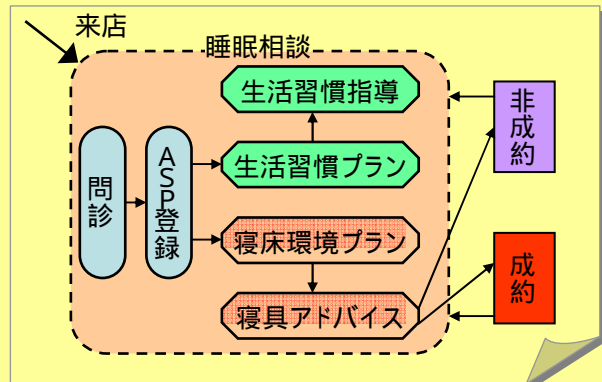 来店
睡眠相談
生活習慣指導
生活習慣プラン
問診
ASP登録
寝床環境プラン
寝具アドバイス
非成約
成約